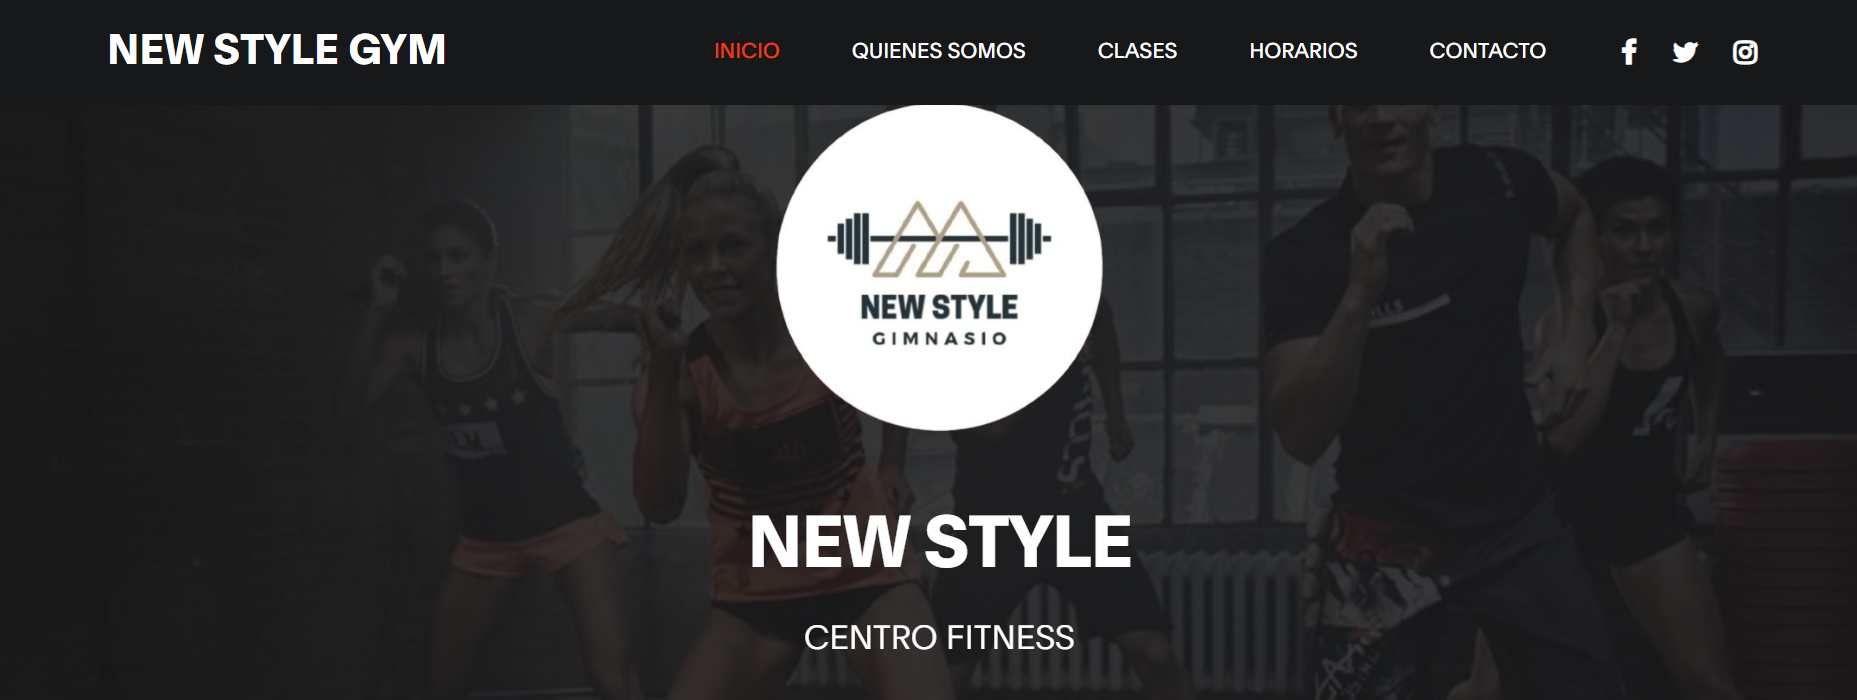 NEW STYLE GYM
INICIO
QUIENES SOMOS
CLASES
HORARIOS
CONTACTO
NEW STYLE
GIMNASIO
NEW STYLE
CENTRO FITNESS